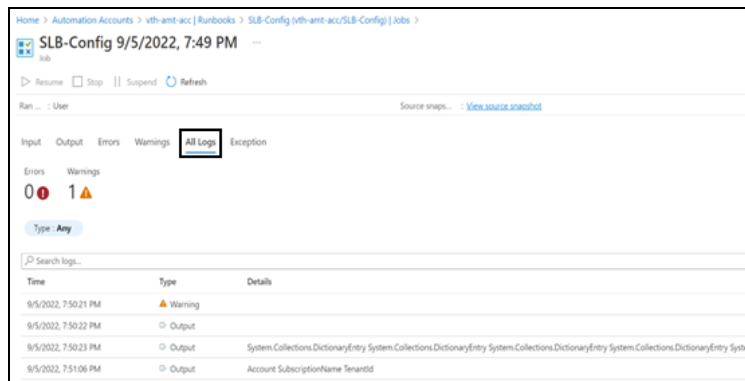 Home > Automation Accounts > vth-amt-acc | Runbooks > SLB-Config (vth-amt-acc/SLB-Config) | Jobs >
SLB-Config 9/5/2022, 7:49 PM ...
Job
Resume Stop Suspend Refresh
Ran ... : User Source snaps... : View source snapshot
Input Output Errors Warnings All Logs Exception
Errors Warnings
0 1
Type : Any
Search logs...
Time Type Details
9/5/2022, 7:50:21 PM Warning
9/5/2022, 7:50:22 PM Output
9/5/2022, 7:50:23 PM Output System.Collections.DictionaryEntry System.Collections.DictionaryEntry System.Collections.DictionaryEntry System.Collections.DictionaryEntry Syst
9/5/2022, 7:51:06 PM Output Account SubscriptionName TenantId